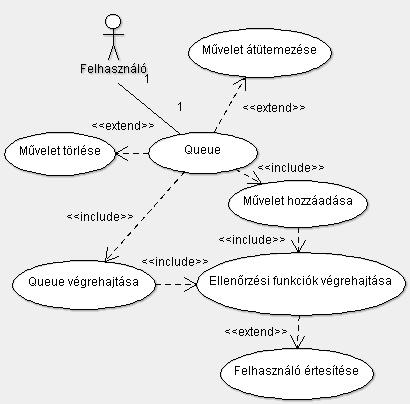 Művelet átütemezése
Felhasználó
1
1
<<extend>>
<<extend>>
Művelet törlése
Queue
<<include>>
Művelet hozzáadása
<<include>>
<<include>>
<<include>>
Queue végrehajtása
Ellenőrzési funkciók végrehajtása
<<extend>>
Felhasználó értesítése